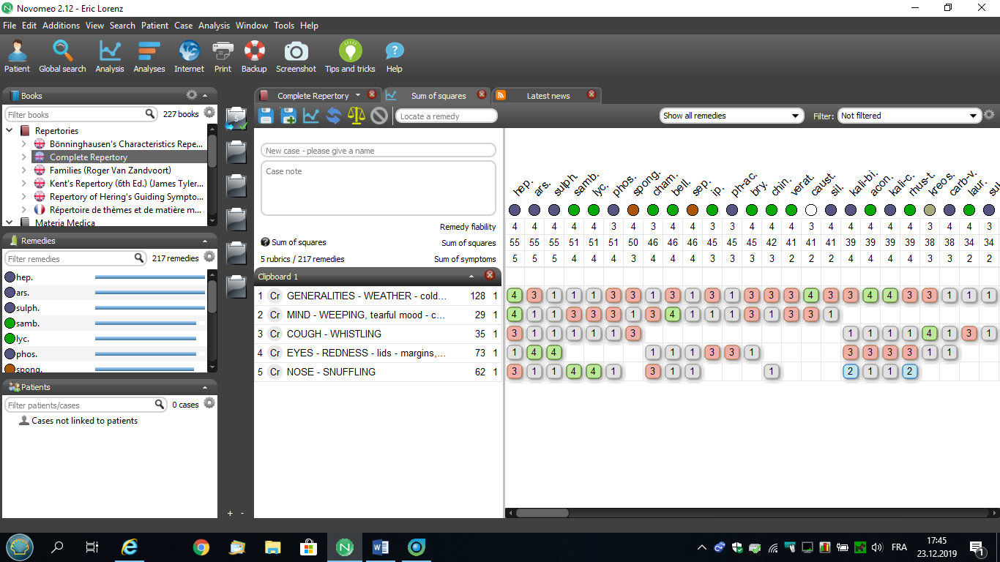 Novomeo 2.12 - Eric Lorenz
File Edit Additions View Search Patient Case Analysis Window Tools Help
Patient Global search Analysis Analyses Internet Print Backup Screenshot Tips and tricks Help
Books
Filter books 227 books
Repertories
Bönninghausen's Characteristics Repe...
Complete Repertory
Families (Roger Van Zandvoort)
Kent's Repertory (6th Ed.) (James Tyler...
Repertory of Hering's Guiding Sympto...
Répertoire de thèmes et de matière m...
Materia Medica
Remedies
Filter remedies 217 remedies
hep.
ars.
sulph.
samb.
lyc.
phos.
spong.
Patients
Filter patients/cases 0 cases
Cases not linked to patients
5
+ -
Complete Repertory Sum of squares Latest news
Locate a remedy Show all remedies Filter: Not filtered
New case - please give a name
Case note
hep. ars. sulph. samb. lyc. phos. spong. cham. bell. sep. ip. ph-ac. bry. chin. verat. caust. sil. kali-bi. acon. kali-c. rhus-t. kreos. carb-v. laur. sul
Remedy fiability 4 4 4 4 4 3 4 4 4 4 4 3 4 4 4 3 4 4 4 4 4 3 4 4 3
? Sum of squares Sum of squares 55 55 55 51 51 51 50 46 46 46 45 45 45 42 41 41 41 39 39 39 39 38 38 34 34
5 rubrics / 217 remedies Sum of symptoms 5 5 5 4 4 4 3 4 4 4 3 3 3 3 2 2 2 4 4 4 4 3 3 2 2
Clipboard 1
1 Cr GENERALITIES - WEATHER - cold... 128 1 4 3 1 1 1 3 3 1 3 1 3 1 3 3 3 4 3 3 4 4 3 3 1 1 1
2 Cr MIND - WEEPING, tearful mood - c... 29 1 4 1 1 3 3 3 1 3 4 1 1 1 3 1 3 3 1
3 Cr COUGH - WHISTLING 35 1 3 1 1 1 1 1 3 1 1 1 1 4 1 3 1
4 Cr EYES - REDNESS - lids - margins,... 73 1 1 4 4 1 1 1 3 3 1 3 3 3 3 1 1
5 Cr NOSE - SNUFFLING 62 1 3 1 1 4 4 1 3 1 1 1 2 1 1 2
FRA
17:45
23.12.2019
1